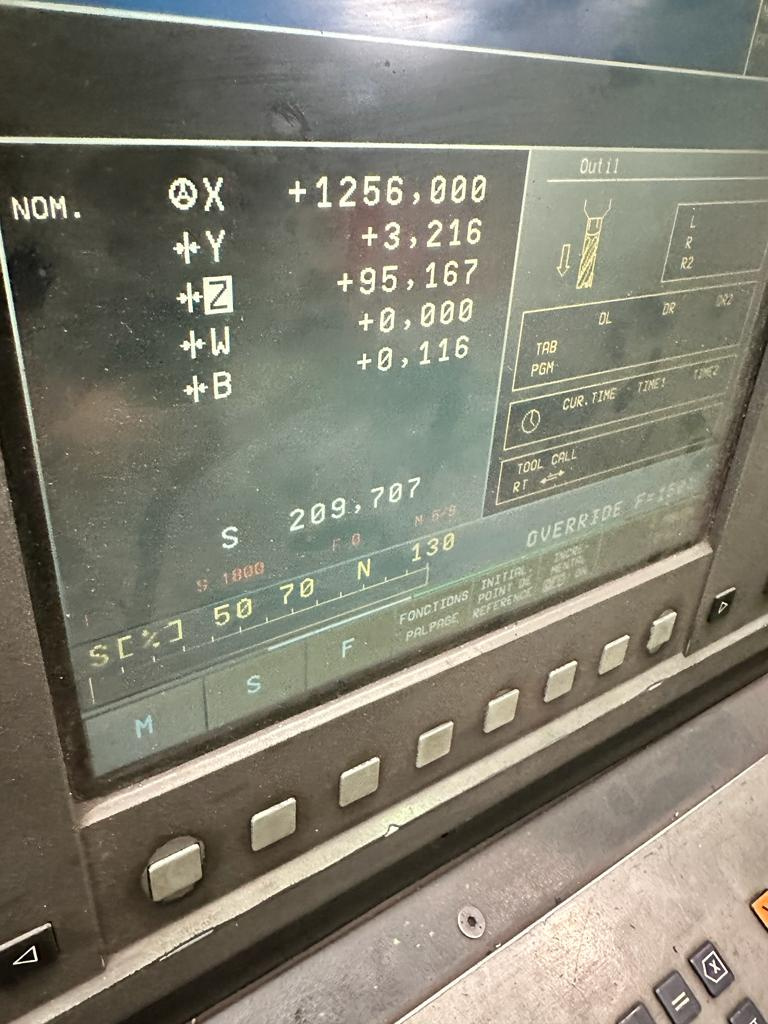 NOM.
X +1256,000
Y +3,216
Z +95,167
W +0,000
B +0,116
S 209,707
S 1800 F 0 M 5/9
S[%] 50 70 N 130
OVERRIDE
M
S
F
FONCTIONS
PALPAGE
INITIAL
POINT DE
REFERENCE
INCRE
MENTAL
Outil
L
R
R2
DL DR DR2
TAB
PGM
CUR.TIME TIME1 TIME2
TOOL CALL
RT
=
X